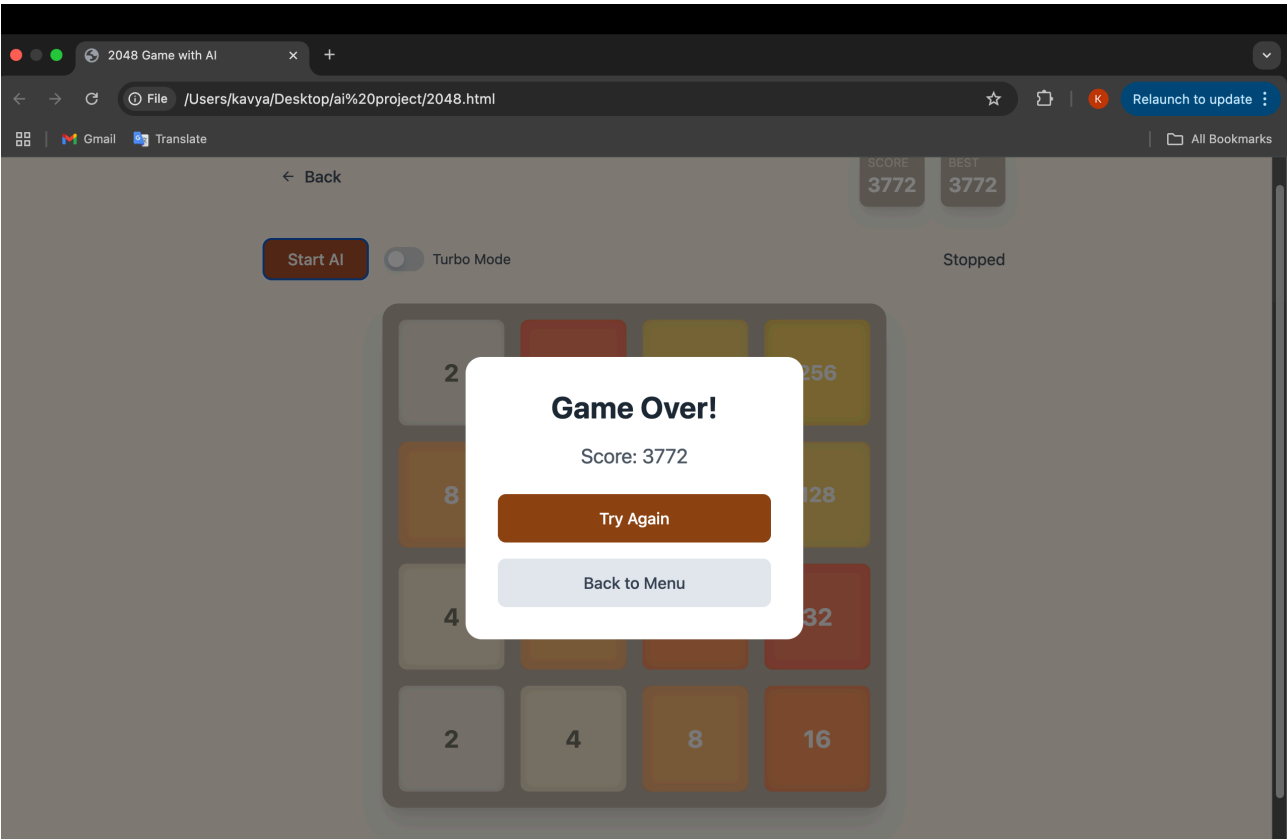 2048 Game with AI
File /Users/kavya/Desktop/ai%20project/2048.html K Relaunch to update
Gmail Translate All Bookmarks
SCORE BEST
← Back 3772 3772
Start AI Turbo Mode Stopped
2 256
Game Over!
Score: 3772
8 128
Try Again
Back to Menu
4 32
2 4 8 16